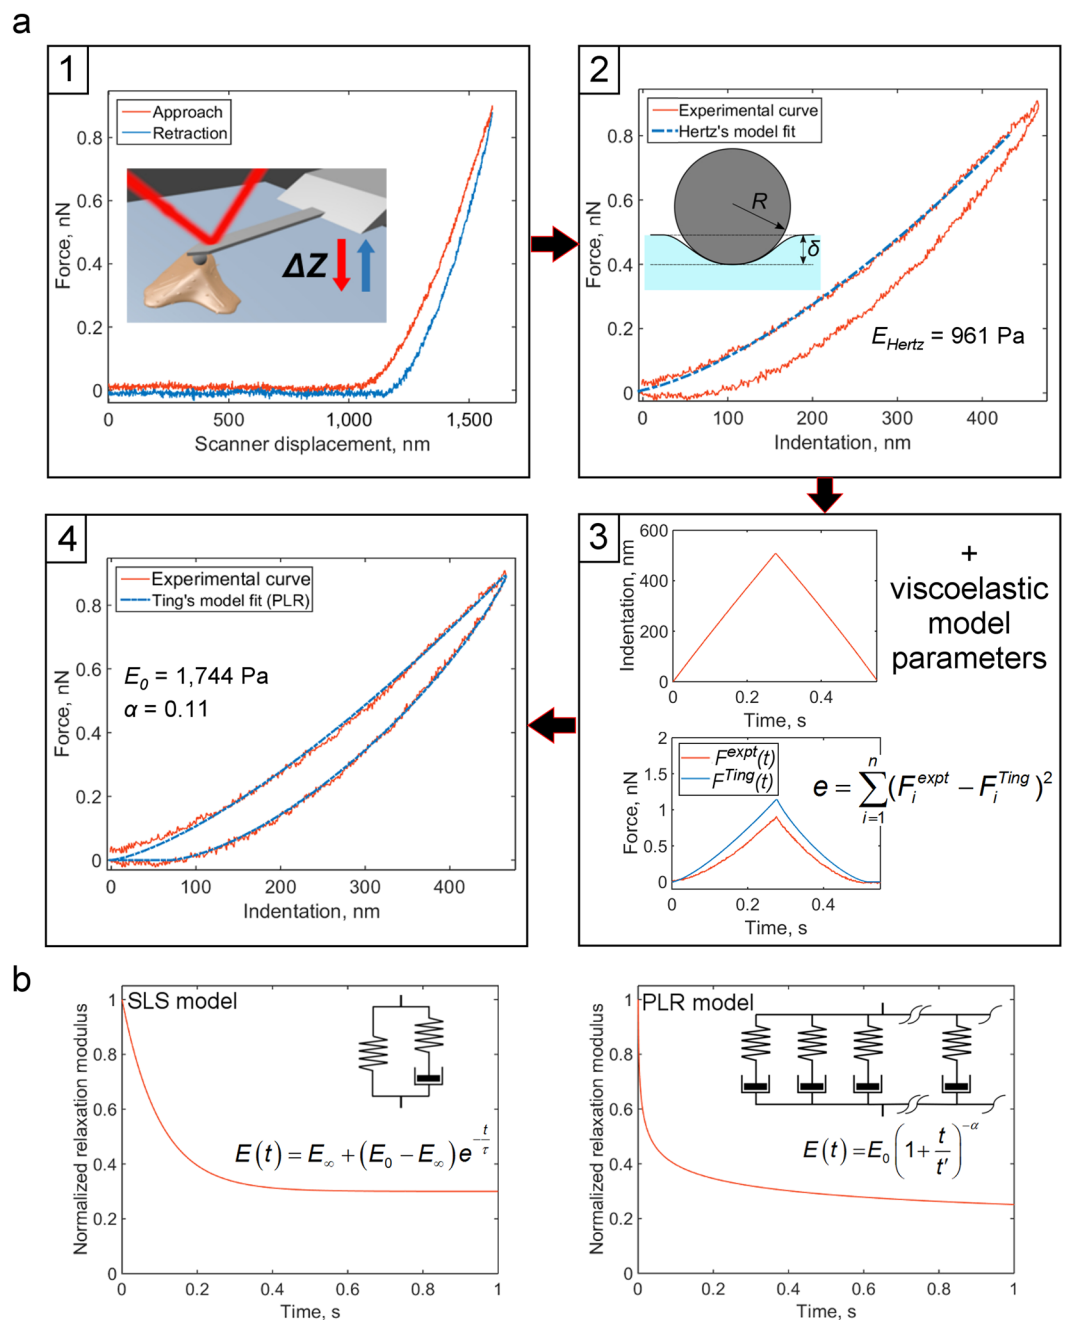 a
1
Approach
Retraction
0.8
0.6
0.4
0.2
0
Force, nN
ΔZ
0
500
1,000
1,500
Scanner displacement, nm
2
Experimental curve
Hertz's model fit
0.8
0.6
0.4
0.2
0
Force, nN
R
δ
E_Hertz = 961 Pa
0
100
200
300
400
Indentation, nm
4
Experimental curve
Ting's model fit (PLR)
0.8
0.6
0.4
0.2
0
Force, nN
E_0 = 1,744 Pa
α = 0.11
0
100
200
300
400
Indentation, nm
3
600
400
200
0
Indentation, nm
0
0.2
0.4
Time, s
+
viscoelastic
model
parameters
2
1.5
1
0.5
0
Force, nN
F^expt(t)
F^Ting(t)
0
0.2
0.4
Time, s
e = ∑_{i=1}^{n}(F_i^expt − F_i^Ting)^2
b
SLS model
1
0.8
0.6
0.4
0.2
0
Normalized relaxation modulus
E(t) = E_∞ + (E_0 − E_∞)e^{−t/τ}
0
0.2
0.4
0.6
0.8
1
Time, s
PLR model
1
0.8
0.6
0.4
0.2
0
Normalized relaxation modulus
E(t) = E_0(1 + t/t')^{−α}
0
0.2
0.4
0.6
0.8
1
Time, s